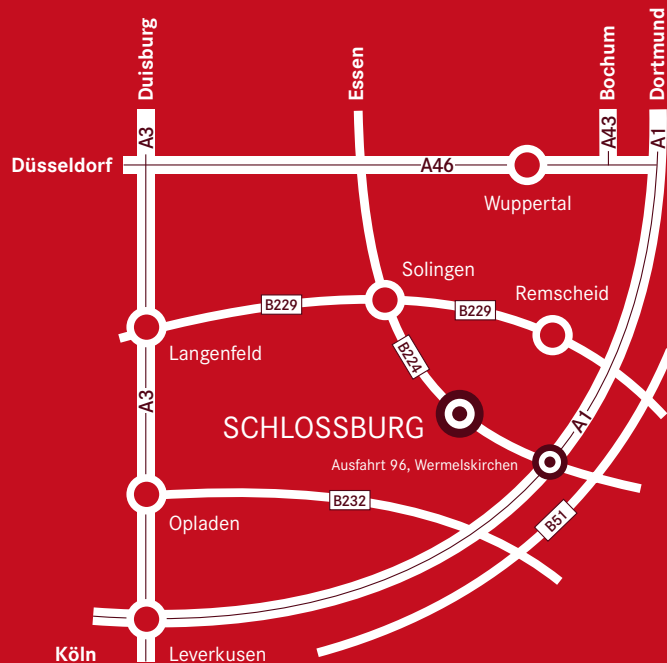 Duisburg
Essen
Bochum
Dortmund
A3
A43
A1
Düsseldorf
A46
Wuppertal
Solingen
Remscheid
B229
B229
Langenfeld
B224
A3
SCHLOSSBURG
A1
Ausfahrt 96, Wermelskirchen
B232
B51
Opladen
Köln
Leverkusen